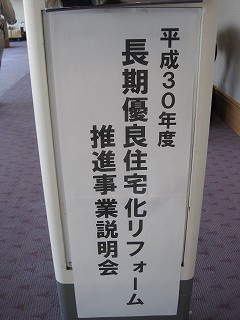 平成30年度
長期優良住宅化リフォーム
推進事業説明会